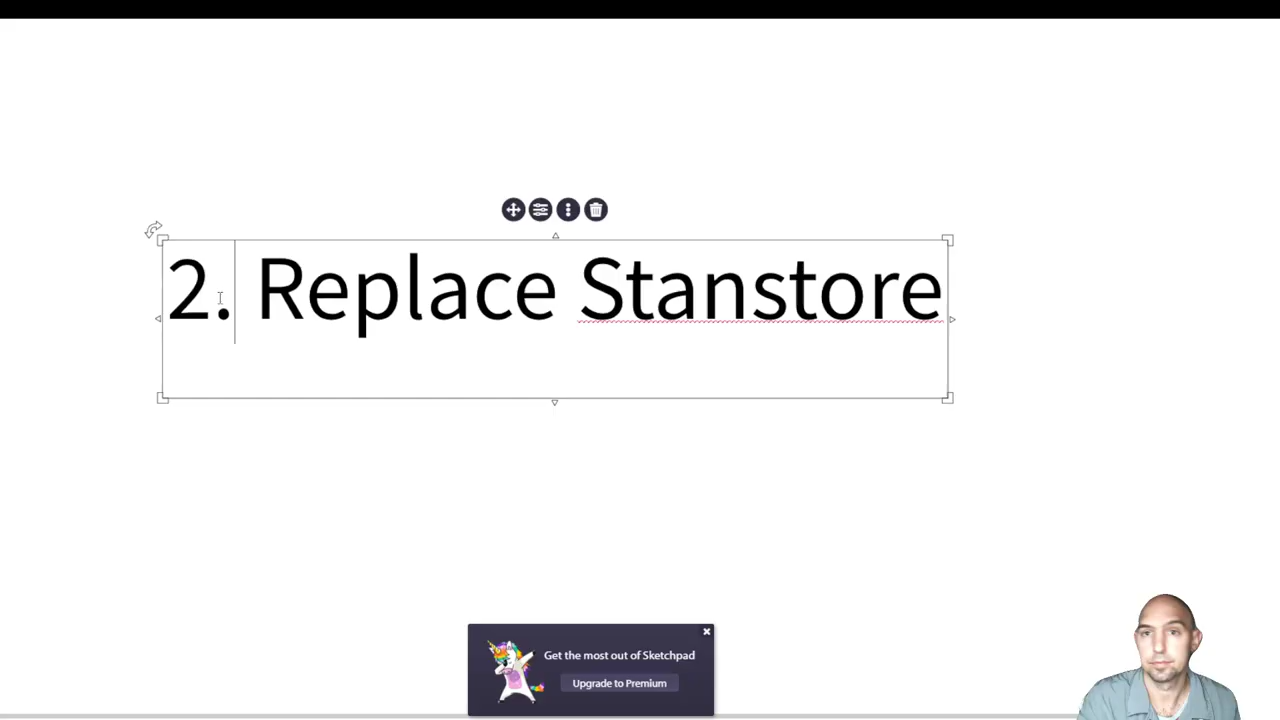 2. Replace Stanstore
Get the most out of Sketchpad
Upgrade to Premium